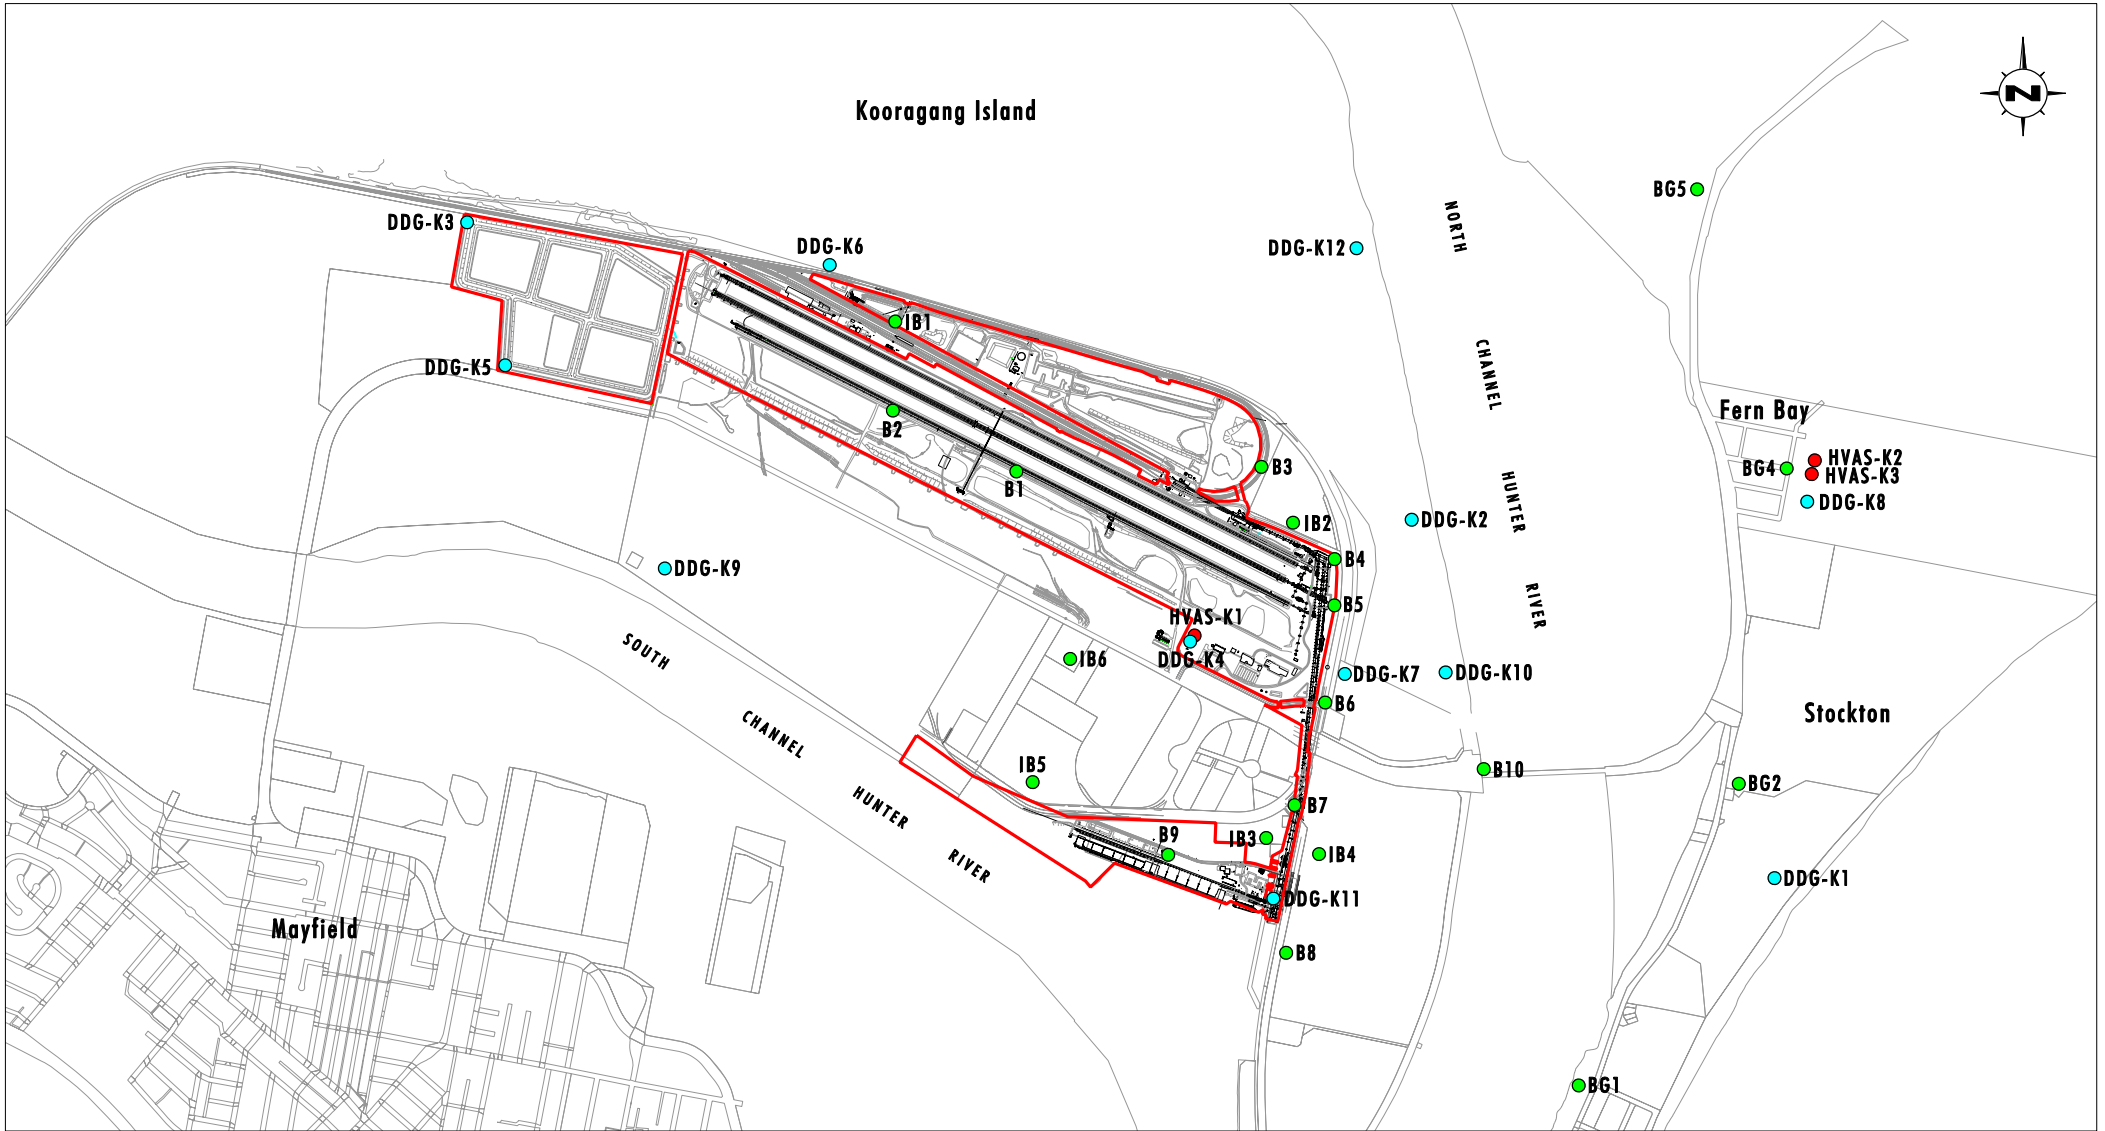 Kooragang Island
N
BG5
NORTH
DDG-K3
DDG-K6
DDG-K12
IB1
CHANNEL
DDG-K5
Fern Bay
B2
B3
BG4
HVAS-K2
HVAS-K3
B1
DDG-K8
HUNTER
IB2
DDG-K2
B4
DDG-K9
B5
RIVER
HVAS-K1
SOUTH
IB6
DDG-K4
DDG-K7
DDG-K10
B6
Stockton
CHANNEL
IB5
B10
BG2
HUNTER
B7
B9
IB3
IB4
RIVER
DDG-K1
DDG-K11
Mayfield
B8
BG1